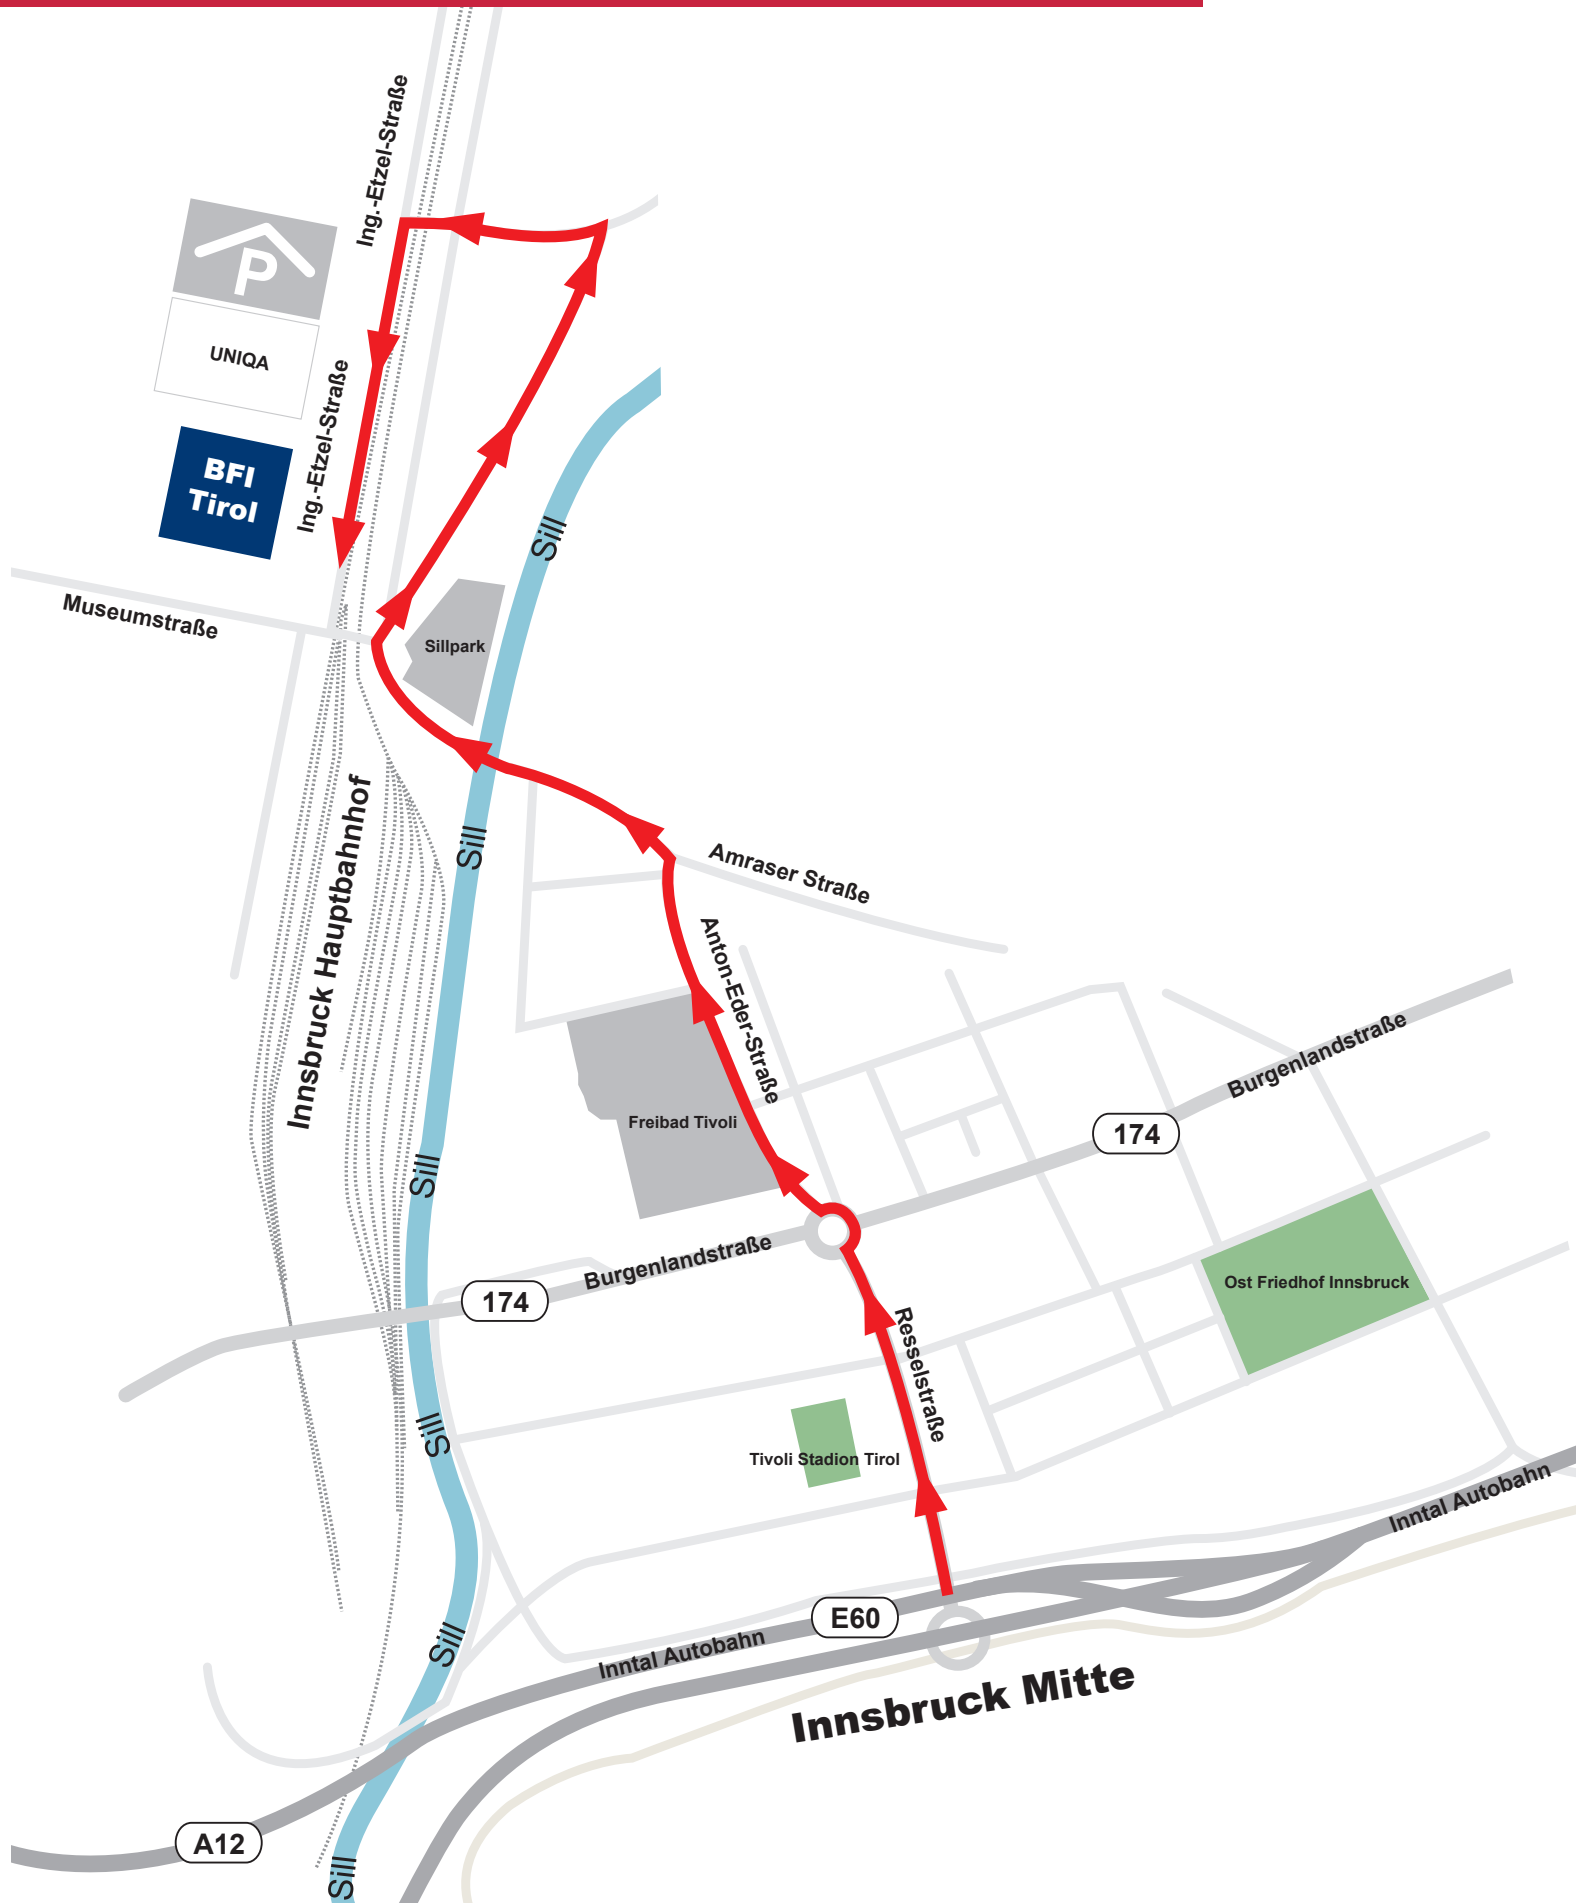 Ing.-Etzel-Straße
P
UNIQA
Ing.-Etzel-Straße
BFI
Tirol
Sill
Museumstraße
Sillpark
Innsbruck Hauptbahnhof
Sill
Amraser Straße
Anton-Eder-Straße
Burgenlandstraße
Freibad Tivoli
174
Sill
Burgenlandstraße
174
Ost Friedhof Innsbruck
Resselstraße
Sill
Tivoli Stadion Tirol
Inntal Autobahn
E60
Sill
Inntal Autobahn
Innsbruck Mitte
A12
Sill